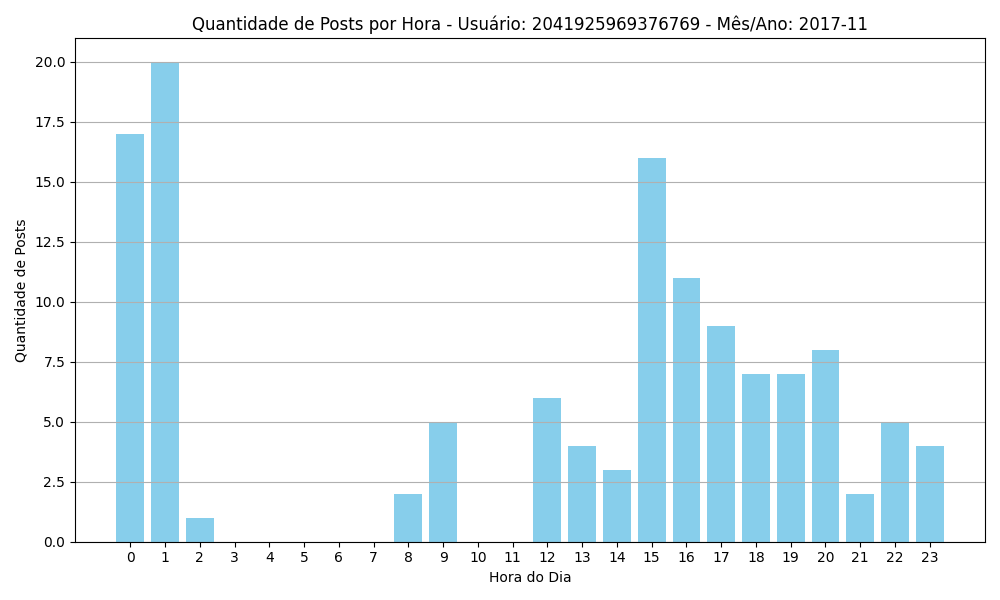 Quantidade de Posts por Hora - Usuário: 2041925969376769 - Mês/Ano: 2017-11
Quantidade de Posts
20.0
17.5
15.0
12.5
10.0
7.5
5.0
2.5
0.0
0 1 2 3 4 5 6 7 8 9 10 11 12 13 14 15 16 17 18 19 20 21 22 23
Hora do Dia